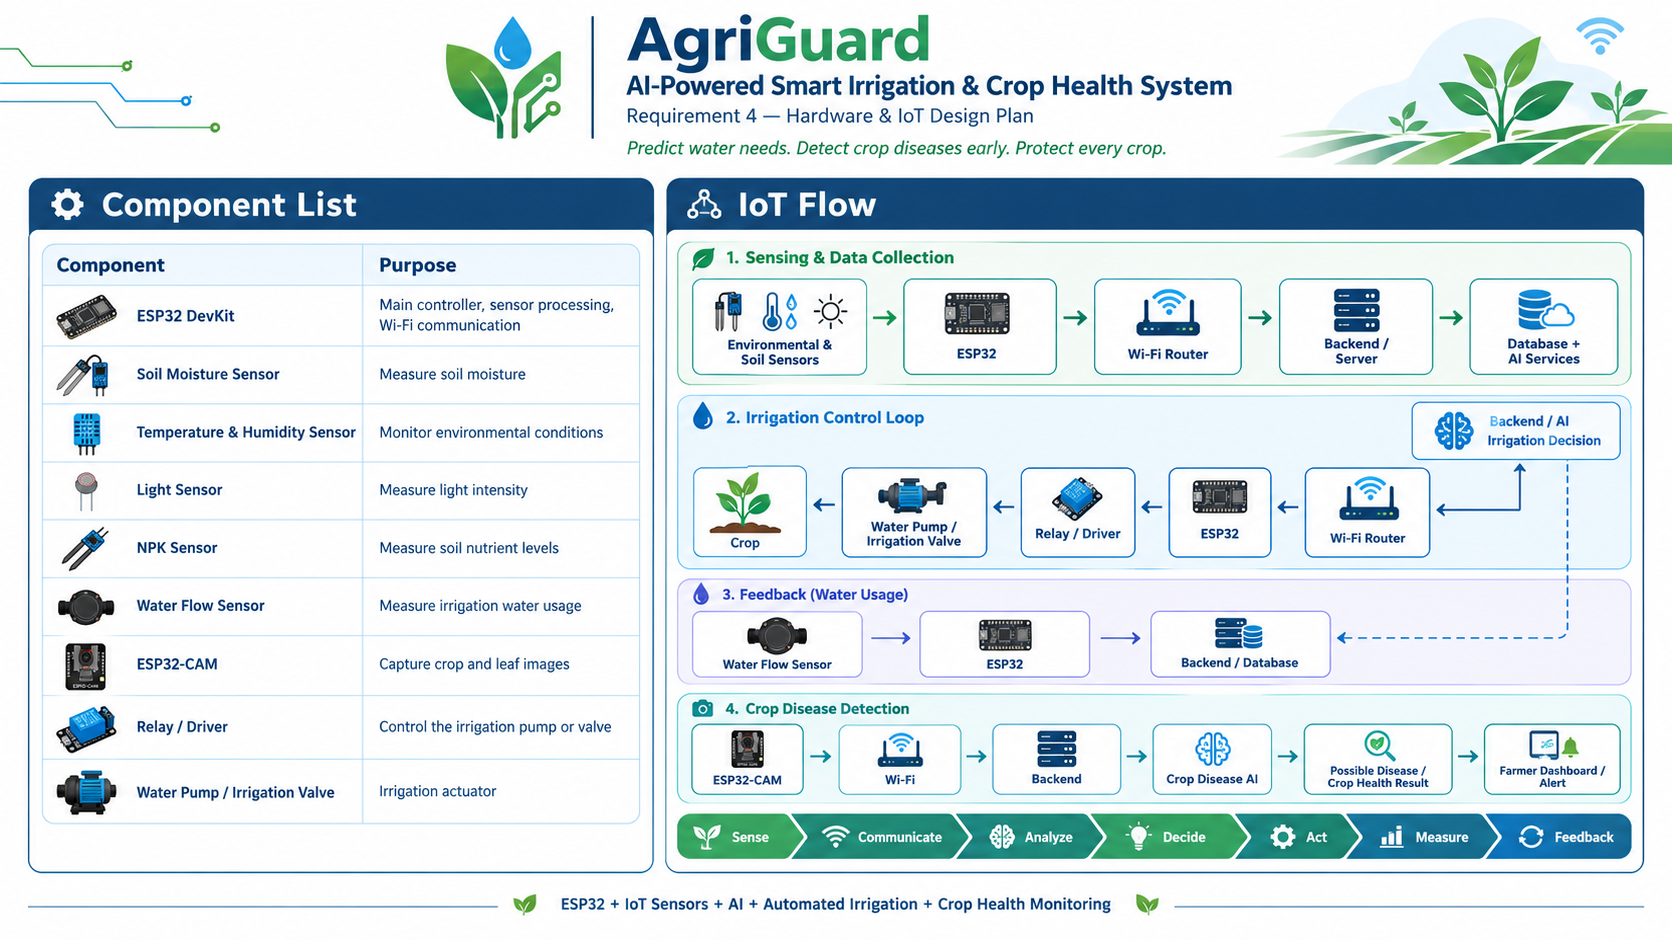 AgriGuard
AI-Powered Smart Irrigation & Crop Health System
Requirement 4 — Hardware & IoT Design Plan
Predict water needs. Detect crop diseases early. Protect every crop.
Component List
Component
Purpose
ESP32 DevKit
Main controller, sensor processing,
Wi-Fi communication
Soil Moisture Sensor
Measure soil moisture
Temperature & Humidity Sensor
Monitor environmental conditions
Light Sensor
Measure light intensity
NPK Sensor
Measure soil nutrient levels
Water Flow Sensor
Measure irrigation water usage
ESP32-CAM
Capture crop and leaf images
Relay / Driver
Control the irrigation pump or valve
Water Pump / Irrigation Valve
Irrigation actuator
IoT Flow
1. Sensing & Data Collection
Environmental &
Soil Sensors
ESP32
Wi-Fi Router
Backend /
Server
Database +
AI Services
2. Irrigation Control Loop
Backend / AI
Irrigation Decision
Crop
Water Pump /
Irrigation Valve
Relay / Driver
ESP32
Wi-Fi Router
3. Feedback (Water Usage)
Water Flow Sensor
ESP32
Backend / Database
4. Crop Disease Detection
ESP32-CAM
Wi-Fi
Backend
Crop Disease AI
Possible Disease /
Crop Health Result
Farmer Dashboard /
Alert
Sense
Communicate
Analyze
Decide
Act
Measure
Feedback
ESP32 + IoT Sensors + AI + Automated Irrigation + Crop Health Monitoring